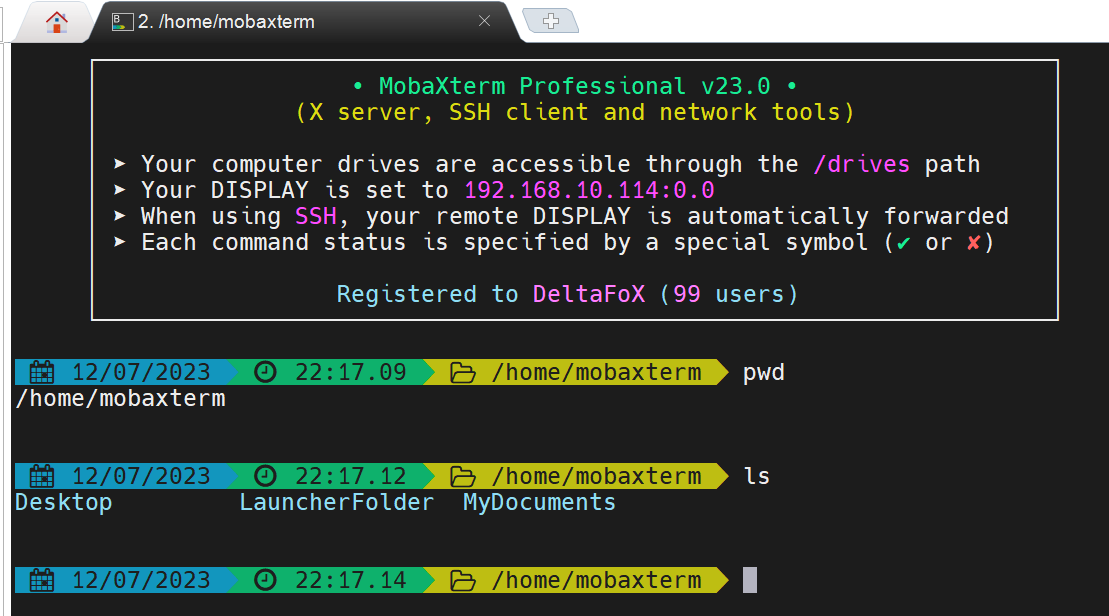 2. /home/mobaxterm
• MobaXterm Professional v23.0 •
(X server, SSH client and network tools)
➤ Your computer drives are accessible through the /drives path
➤ Your DISPLAY is set to 192.168.10.114:0.0
➤ When using SSH, your remote DISPLAY is automatically forwarded
➤ Each command status is specified by a special symbol (✔ or ✘)
Registered to DeltaFoX (99 users)
12/07/2023 22:17.09 /home/mobaxterm pwd
/home/mobaxterm
12/07/2023 22:17.12 /home/mobaxterm ls
Desktop LauncherFolder MyDocuments
12/07/2023 22:17.14 /home/mobaxterm